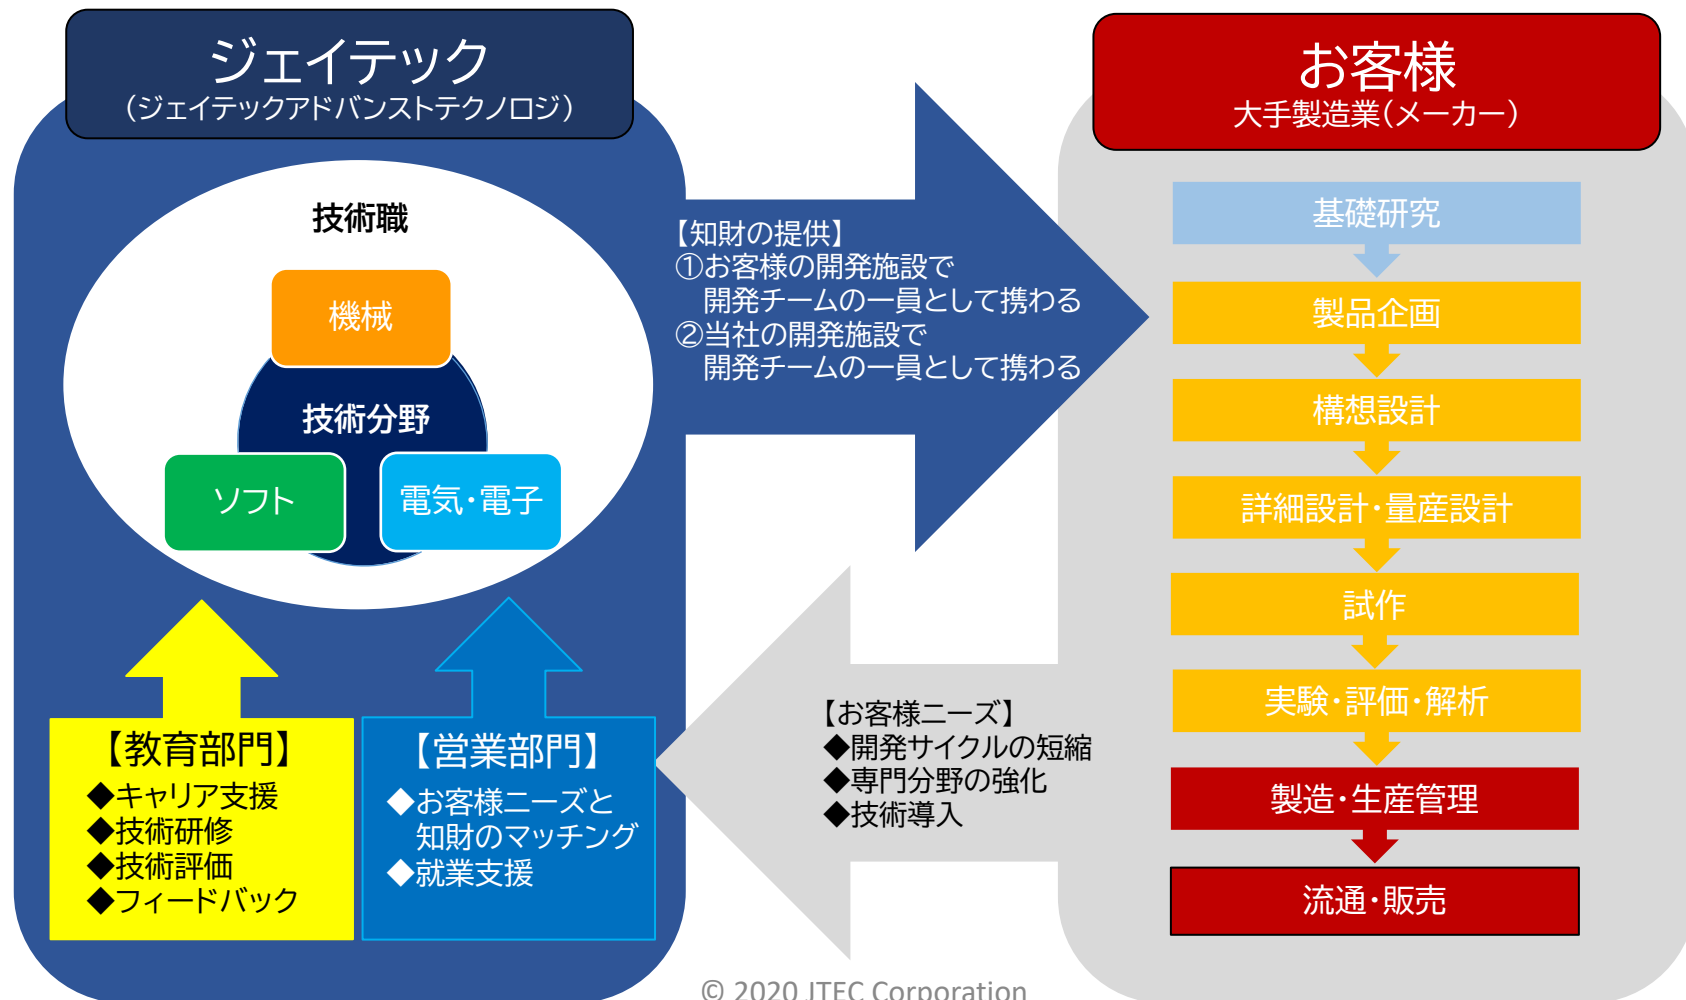 ジェイテック
（ジェイテックアドバンストテクノロジ）
技術職
機械
技術分野
ソフト
電気・電子
【教育部門】
◆キャリア支援
◆技術研修
◆技術評価
◆フィードバック
【営業部門】
◆お客様ニーズと
知財のマッチング
◆就業支援
【知財の提供】
①お客様の開発施設で
開発チームの一員として携わる
②当社の開発施設で
開発チームの一員として携わる
【お客様ニーズ】
◆開発サイクルの短縮
◆専門分野の強化
◆技術導入
お客様
大手製造業（メーカー）
基礎研究
製品企画
構想設計
詳細設計・量産設計
試作
実験・評価・解析
製造・生産管理
流通・販売
© 2020 JTEC Corporation